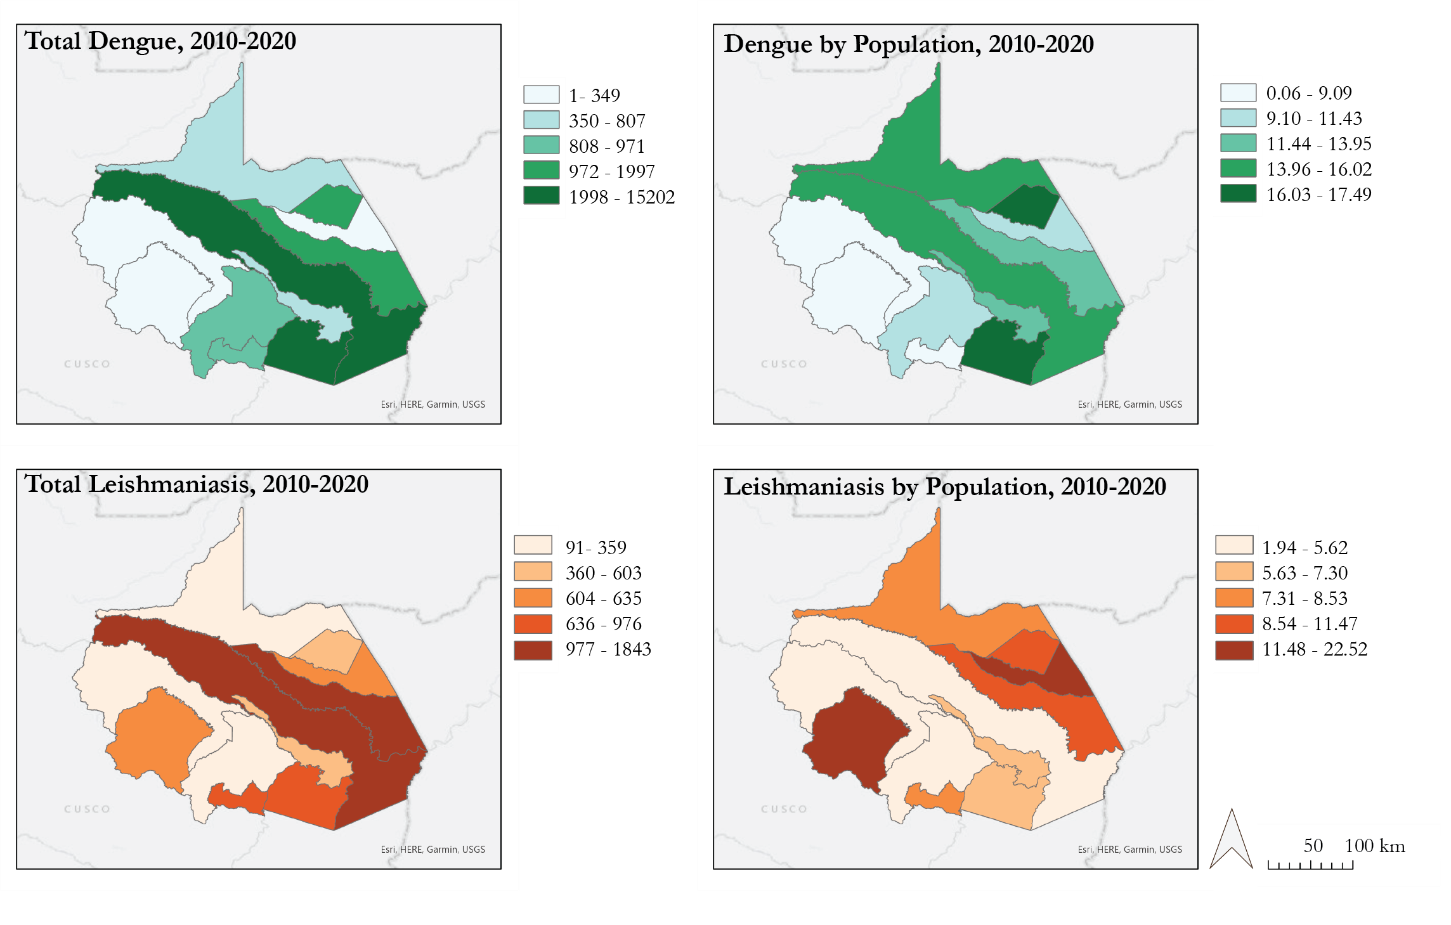 Total Dengue, 2010-2020
1- 349
350 - 807
808 - 971
972 - 1997
1998 - 15202
CUSCO
Esri, HERE, Garmin, USGS
Dengue by Population, 2010-2020
0.06 - 9.09
9.10 - 11.43
11.44 - 13.95
13.96 - 16.02
16.03 - 17.49
CUSCO
Esri, HERE, Garmin, USGS
Total Leishmaniasis, 2010-2020
91- 359
360 - 603
604 - 635
636 - 976
977 - 1843
CUSCO
Esri, HERE, Garmin, USGS
Leishmaniasis by Population, 2010-2020
1.94 - 5.62
5.63 - 7.30
7.31 - 8.53
8.54 - 11.47
11.48 - 22.52
CUSCO
Esri, HERE, Garmin, USGS
50 100 km